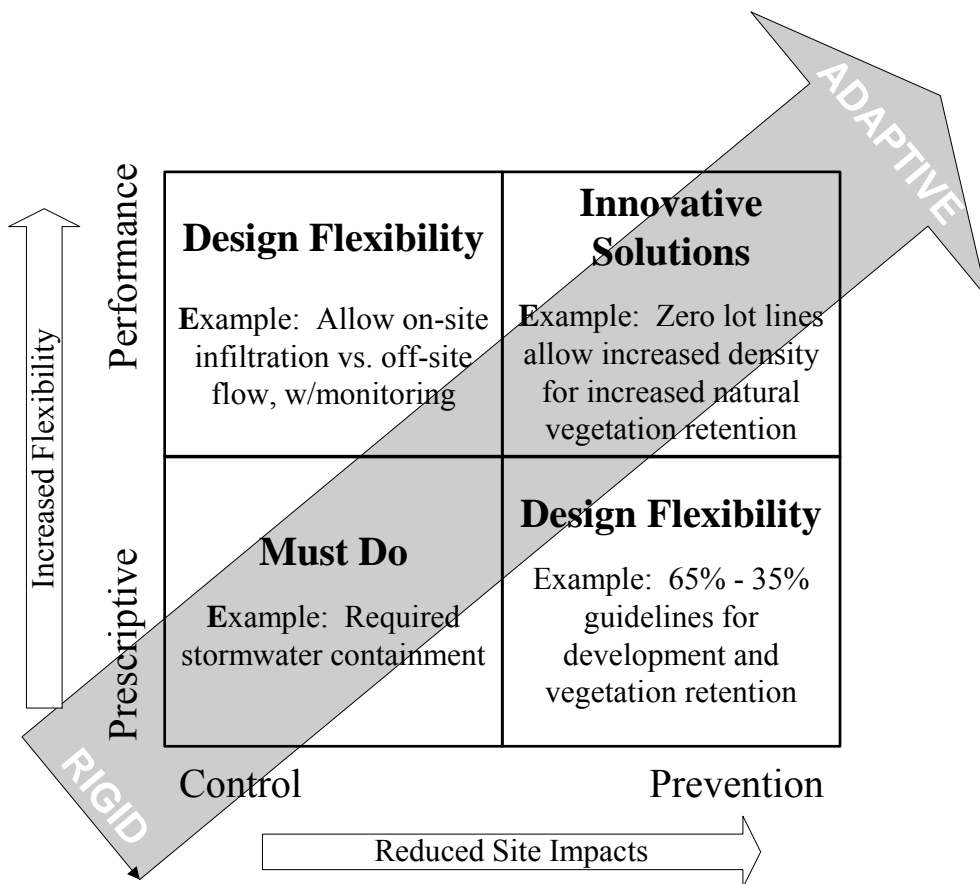 ADAPTIVE
Performance
Increased Flexibility
Design Flexibility
Example: Allow on-site
infiltration vs. off-site
flow, w/monitoring
Innovative
Solutions
Example: Zero lot lines
allow increased density
for increased natural
vegetation retention
Prescriptive
Must Do
Example: Required
stormwater containment
Design Flexibility
Example: 65% - 35%
guidelines for
development and
vegetation retention
RIGID
Control
Prevention
Reduced Site Impacts